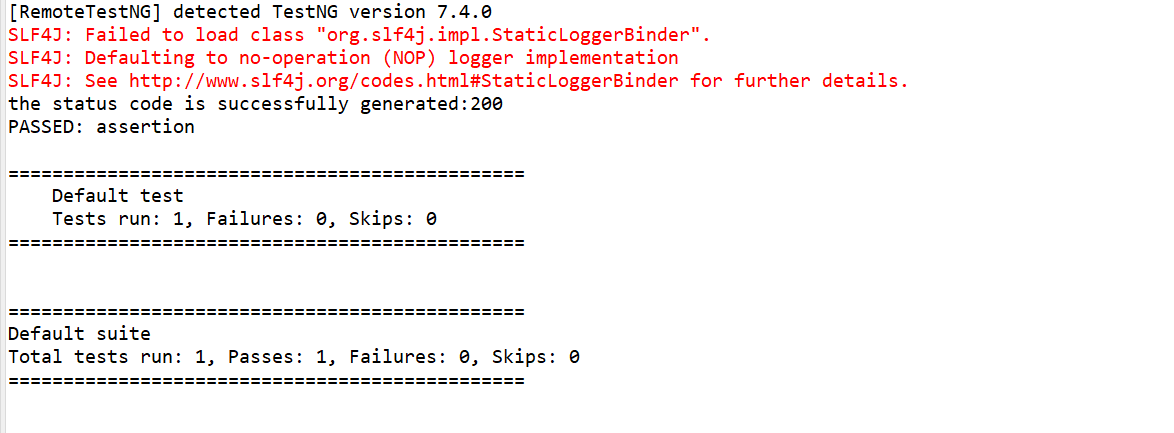 [RemoteTestNG] detected TestNG version 7.4.0
SLF4J: Failed to load class "org.slf4j.impl.StaticLoggerBinder".
SLF4J: Defaulting to no-operation (NOP) logger implementation
SLF4J: See http://www.slf4j.org/codes.html#StaticLoggerBinder for further details.
the status code is successfully generated:200
PASSED: assertion
===============================================
Default test
Tests run: 1, Failures: 0, Skips: 0
===============================================
===============================================
Default suite
Total tests run: 1, Passes: 1, Failures: 0, Skips: 0
===============================================